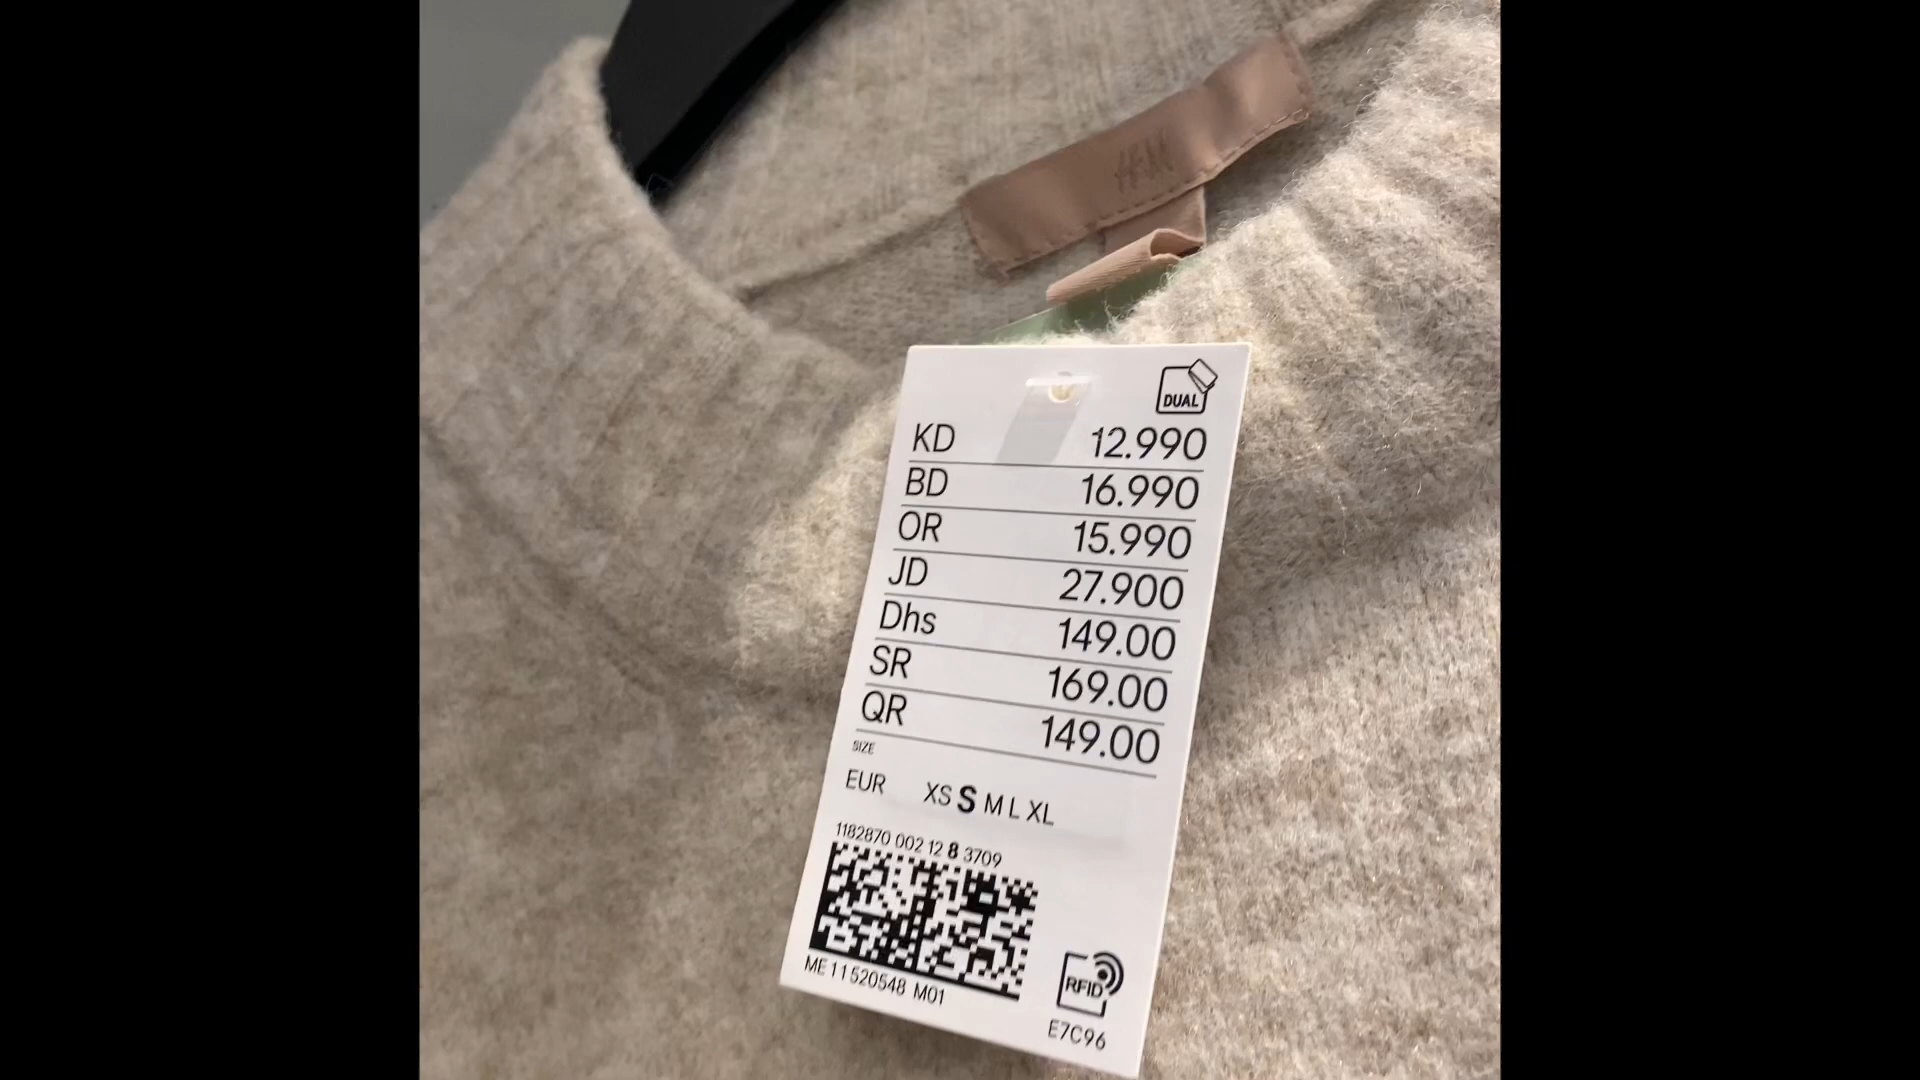 H&M
DUAL
KD 12.990
BD 16.990
OR 15.990
JD 27.900
Dhs 149.00
SR 169.00
QR 149.00
SIZE
EUR XS S M L XL
1182870 002 12 8 3709
ME 11520548 M01
RFID
E7C96